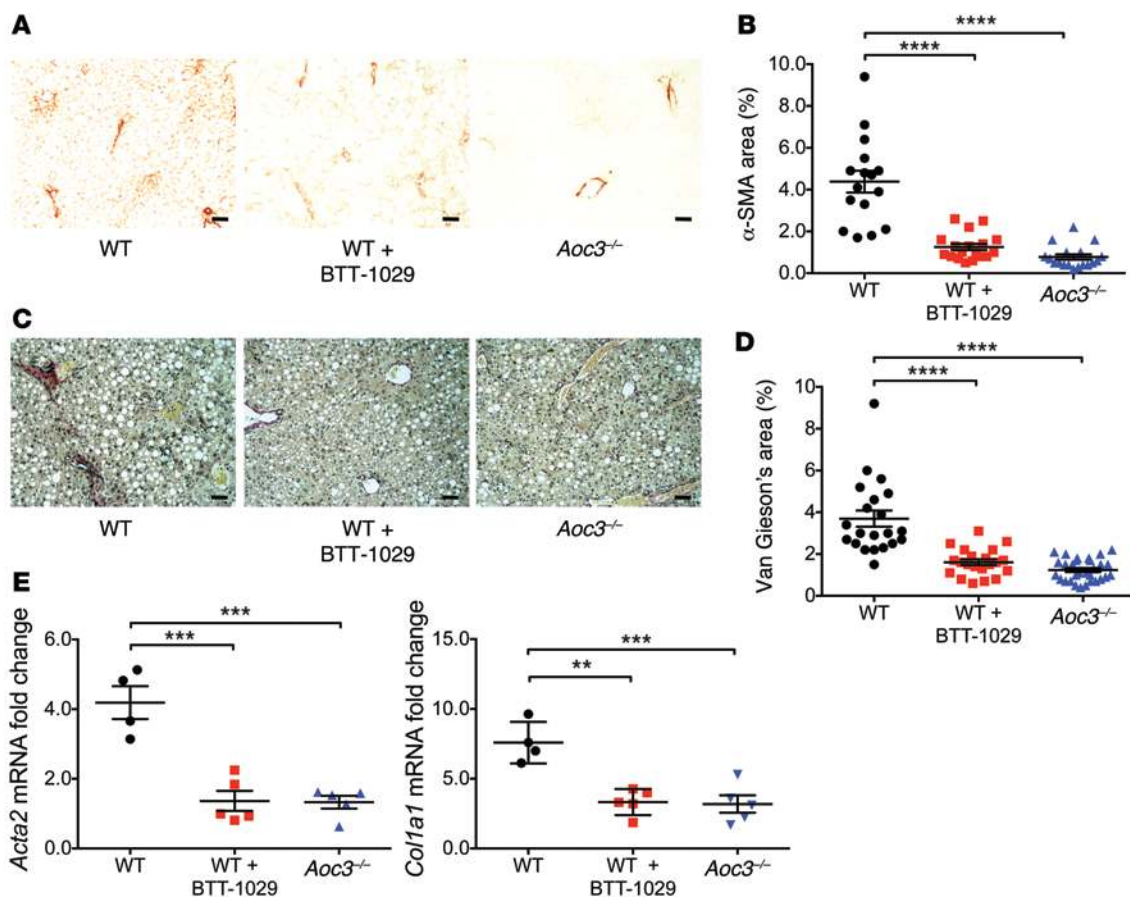 A
WT
WT +
BTT-1029
Aoc3–/–
B
****
****
α-SMA area (%)
10.0
8.0
6.0
4.0
2.0
0.0
WT
WT +
BTT-1029
Aoc3–/–
C
WT
WT +
BTT-1029
Aoc3–/–
D
****
****
Van Gieson's area (%)
10
8
6
4
2
0
WT
WT +
BTT-1029
Aoc3–/–
E
***
***
Acta2 mRNA fold change
6.0
4.0
2.0
0.0
WT
WT +
BTT-1029
Aoc3–/–
***
**
Col1a1 mRNA fold change
15.0
10.0
5.0
0.0
WT
WT +
BTT-1029
Aoc3–/–